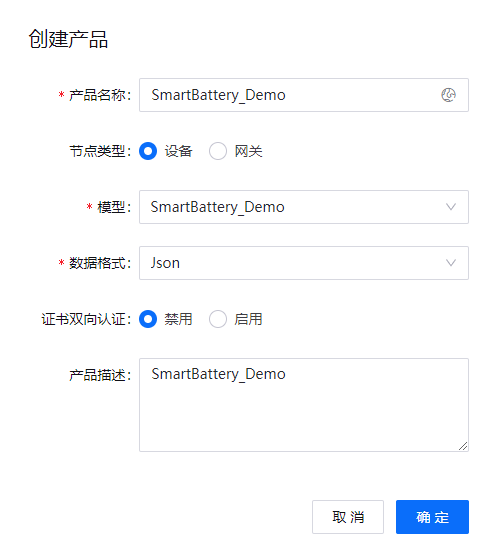 创建产品
* 产品名称: SmartBattery_Demo
节点类型: 设备 网关
* 模型: SmartBattery_Demo
* 数据格式: Json
证书双向认证: 禁用 启用
产品描述: SmartBattery_Demo
取消 确定